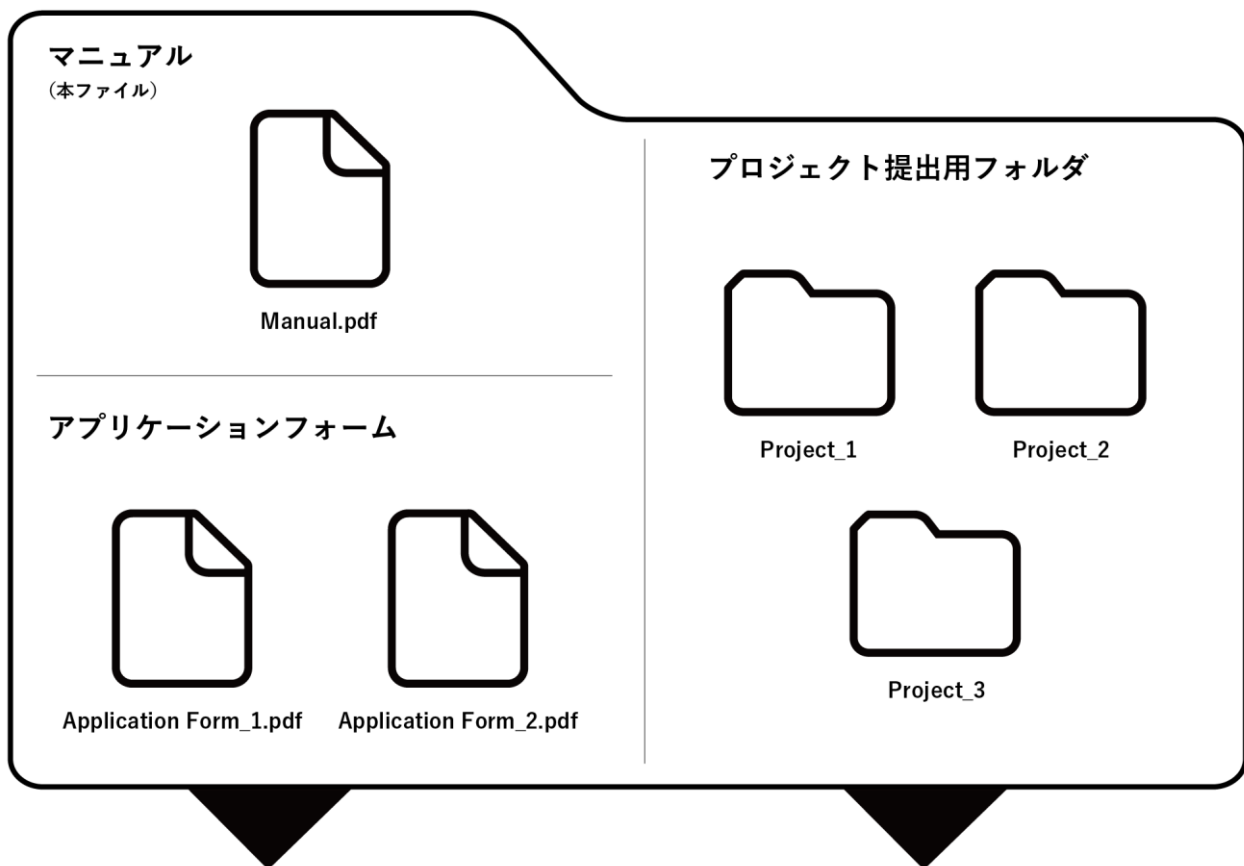 マニュアル
(本ファイル)
Manual.pdf
アプリケーションフォーム
Application Form_1.pdf
Application Form_2.pdf
プロジェクト提出用フォルダ
Project_1
Project_2
Project_3